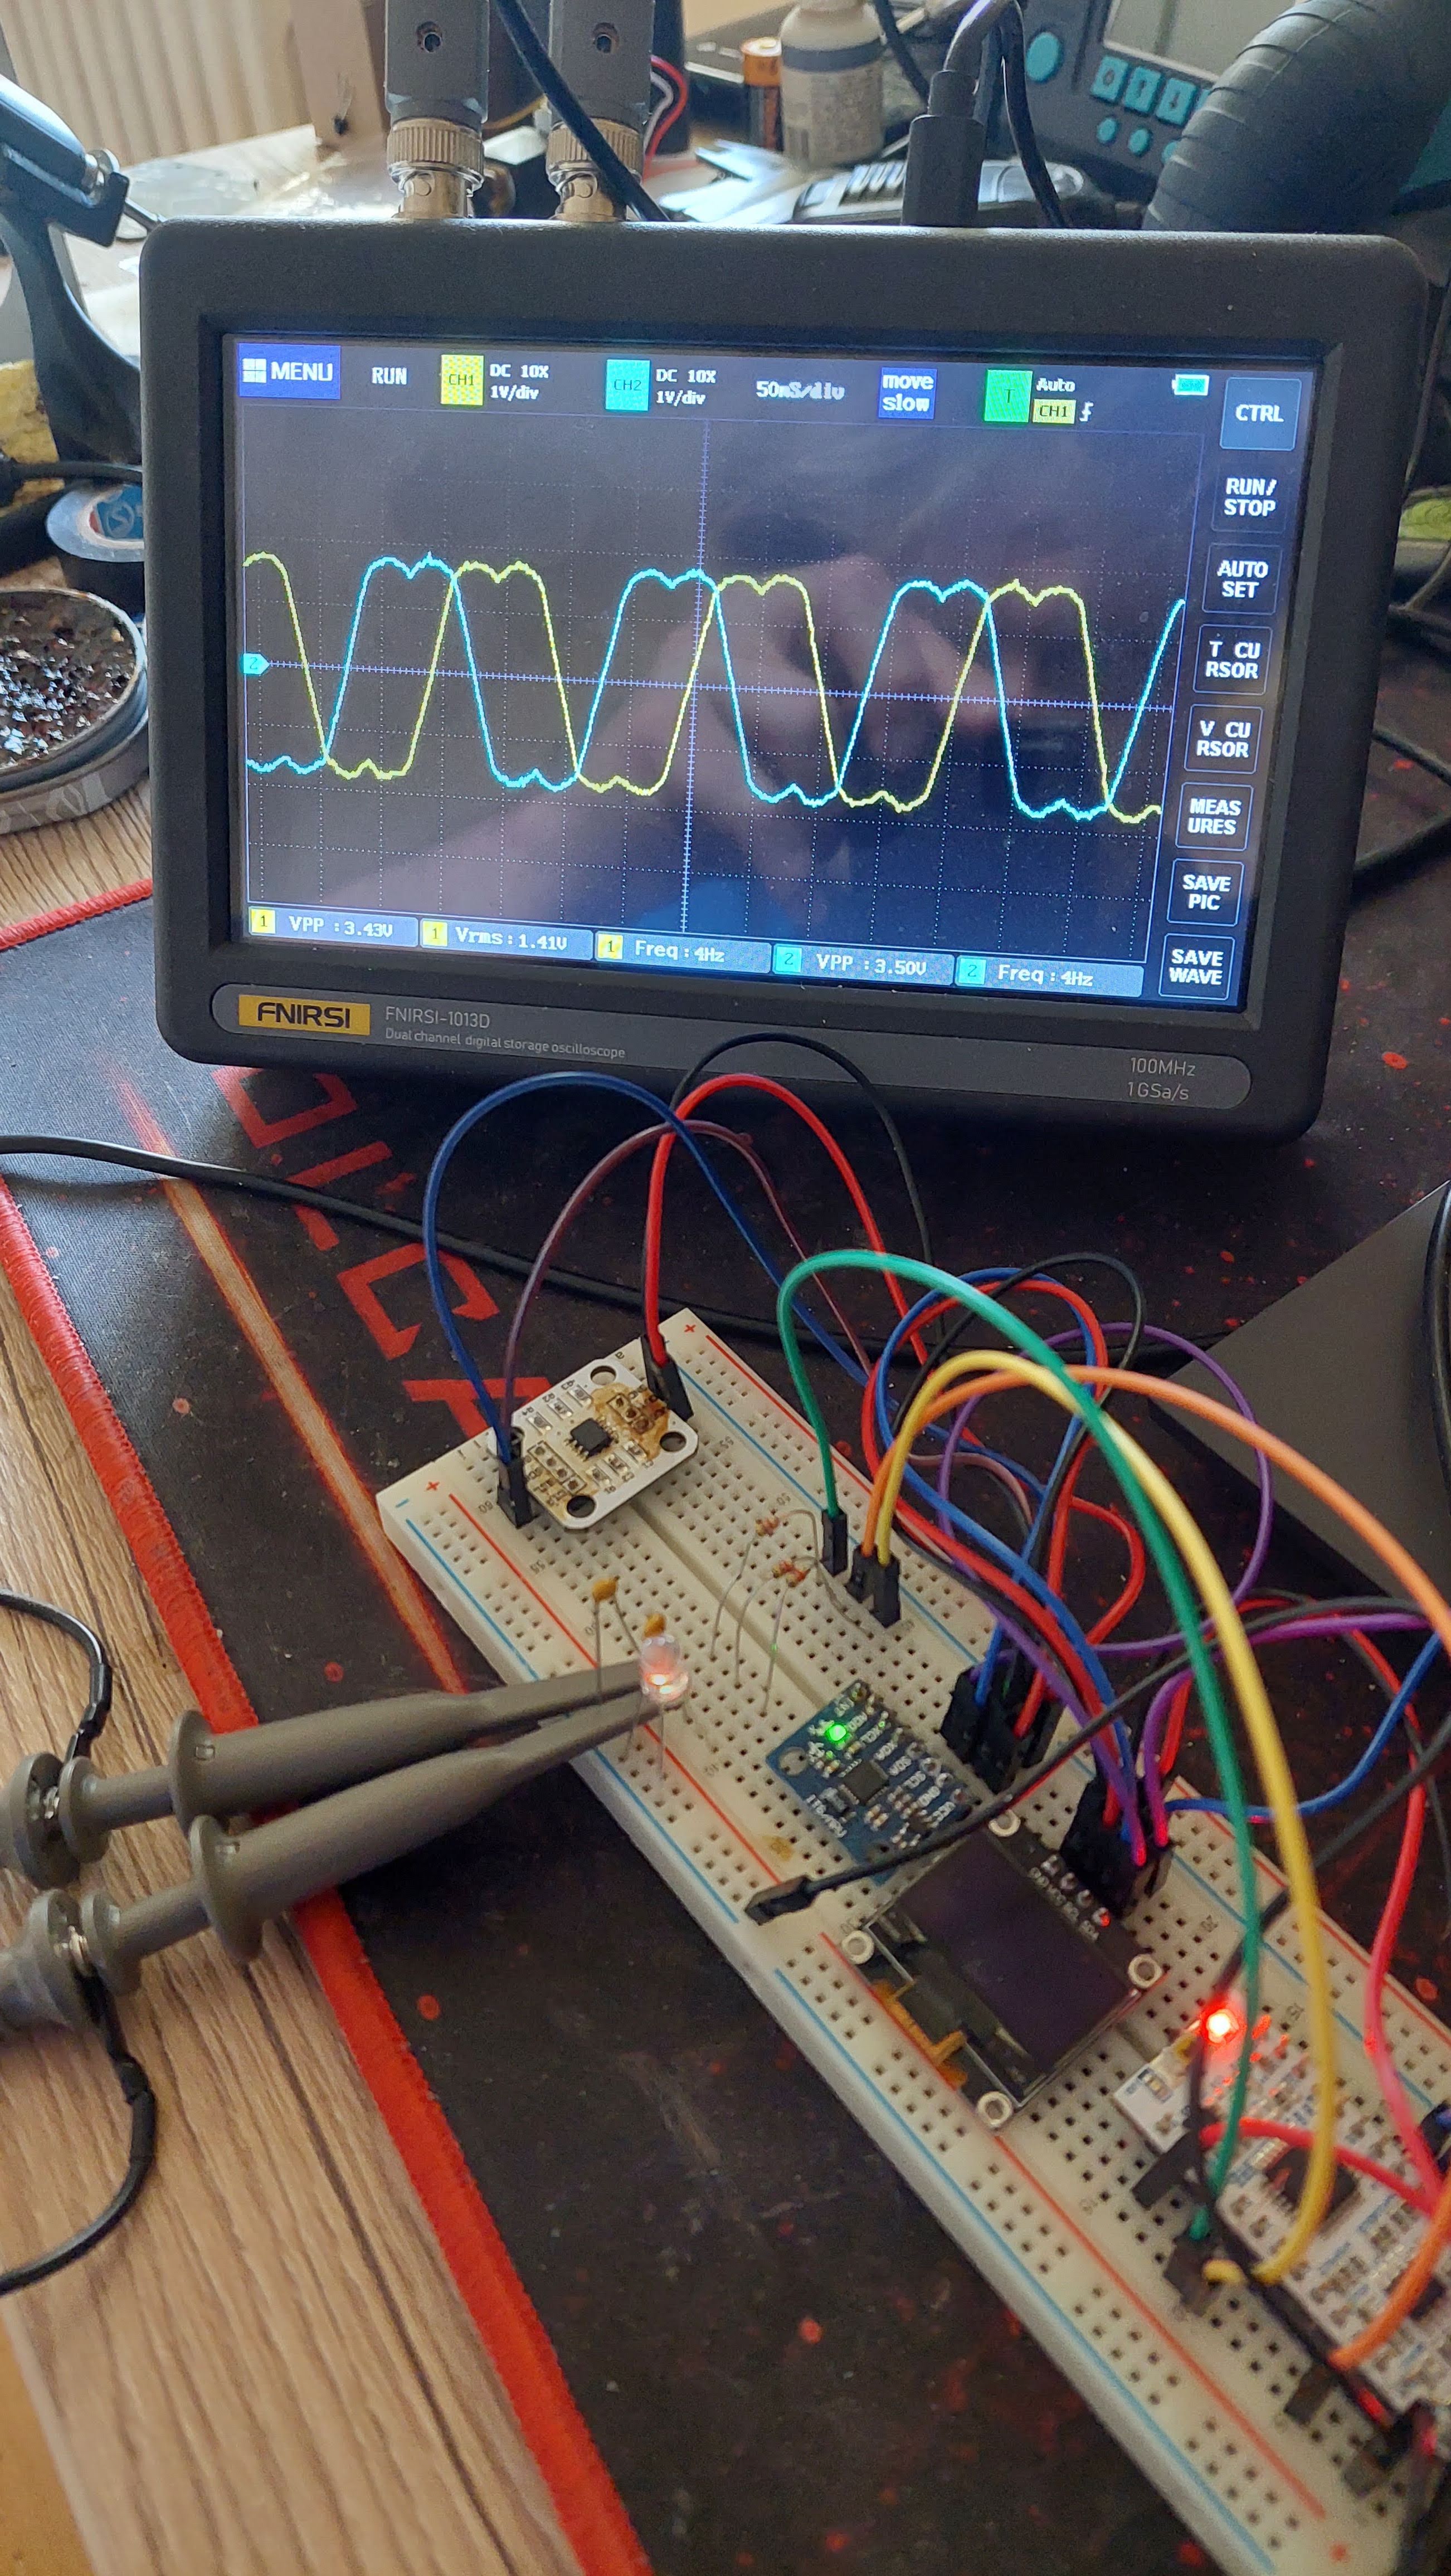 MENU
RUN
CH1
DC 10X
1V/div
CH2
DC 10X
1V/div
50mS/div
move
slow
T
Auto
CH1
CTRL
RUN/
STOP
AUTO
SET
T CU
RSOR
V CU
RSOR
MEAS
URES
SAVE
PIC
SAVE
WAVE
2
1 VPP :3.43V
1 Vrms:1.41V
1 Freq:4Hz
2 VPP :3.50V
2 Freq:4Hz
FNIRSI
FNIRSI-1013D
Dual channel digital storage oscilloscope
100MHz
1GSa/s